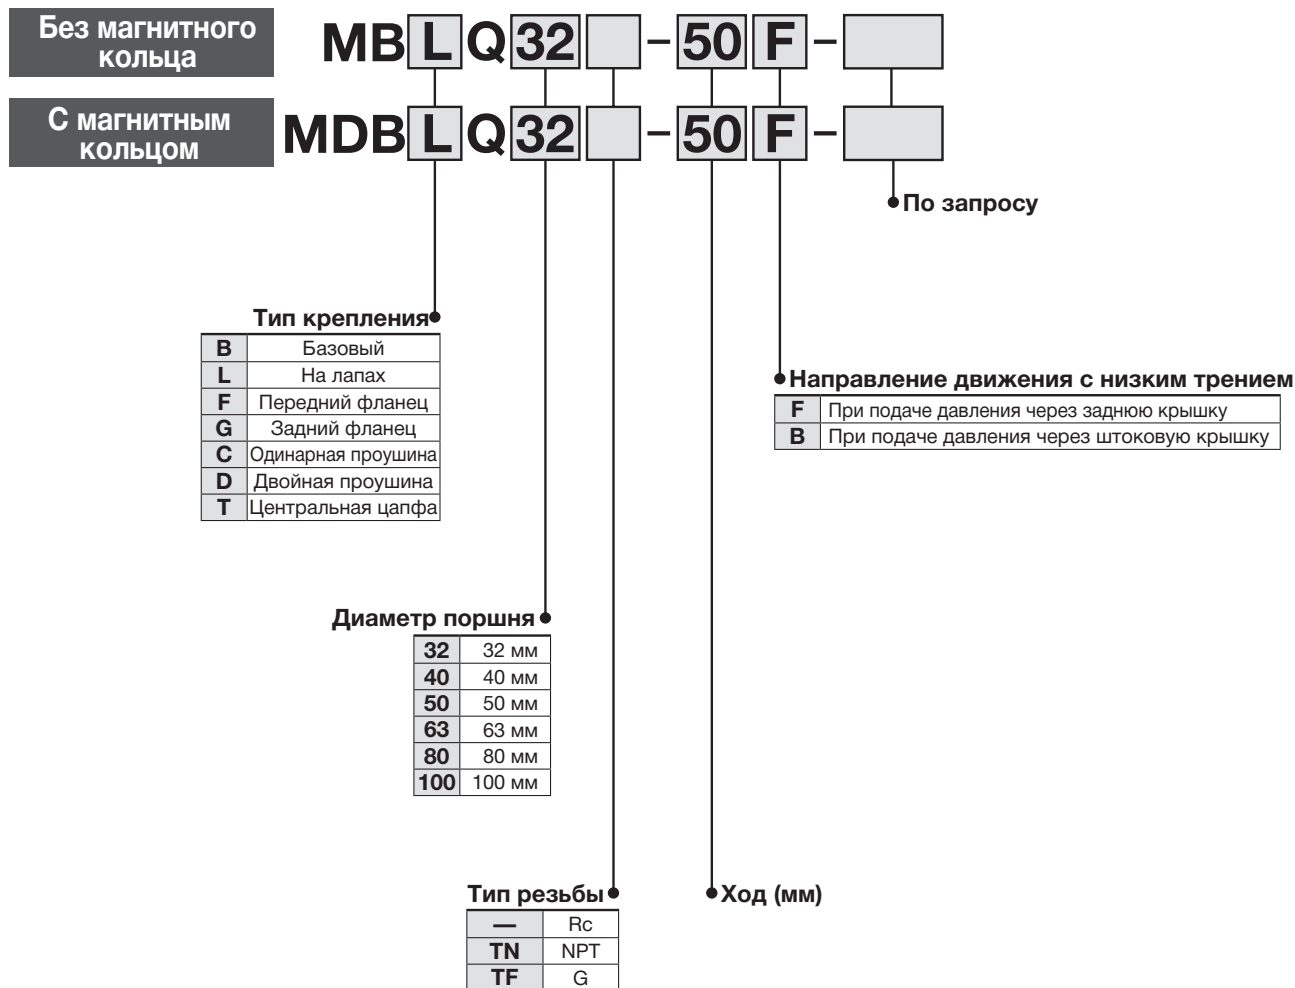 Без магнитного
кольца
MB L Q 32 – 50 F –
С магнитным
кольцом
MDB L Q 32 – 50 F –
По запросу
Тип крепления
B Базовый
L На лапах
F Передний фланец
G Задний фланец
C Одинарная проушина
D Двойная проушина
T Центральная цапфа
Направление движения с низким трением
F При подаче давления через заднюю крышку
B При подаче давления через штоковую крышку
Диаметр поршня
32 32 мм
40 40 мм
50 50 мм
63 63 мм
80 80 мм
100 100 мм
Тип резьбы
— Rc
TN NPT
TF G
Ход (мм)